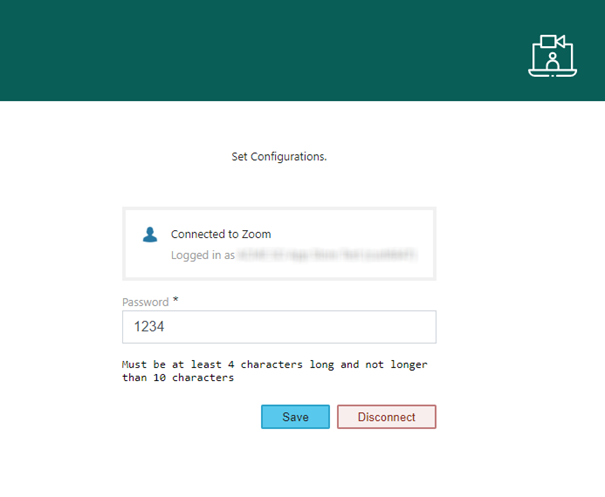 Set Configurations.
Connected to Zoom
Logged in as
Password *
1234
Must be at least 4 characters long and not longer
than 10 characters
Save
Disconnect